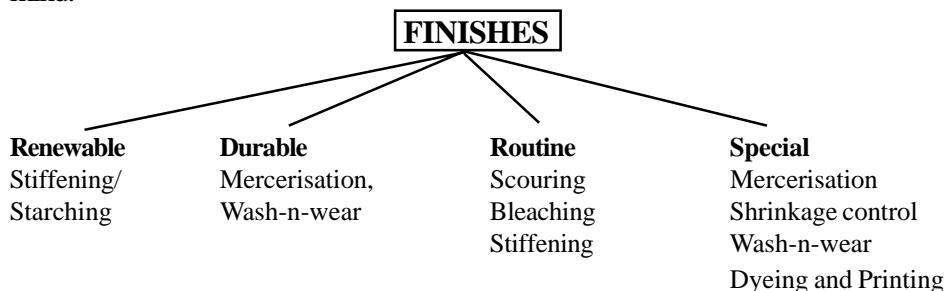 FINISHES
Renewable
Stiffening/
Starching
Durable
Mercerisation,
Wash-n-wear
Routine
Scouring
Bleaching
Stiffening
Special
Mercerisation
Shrinkage control
Wash-n-wear
Dyeing and Printing